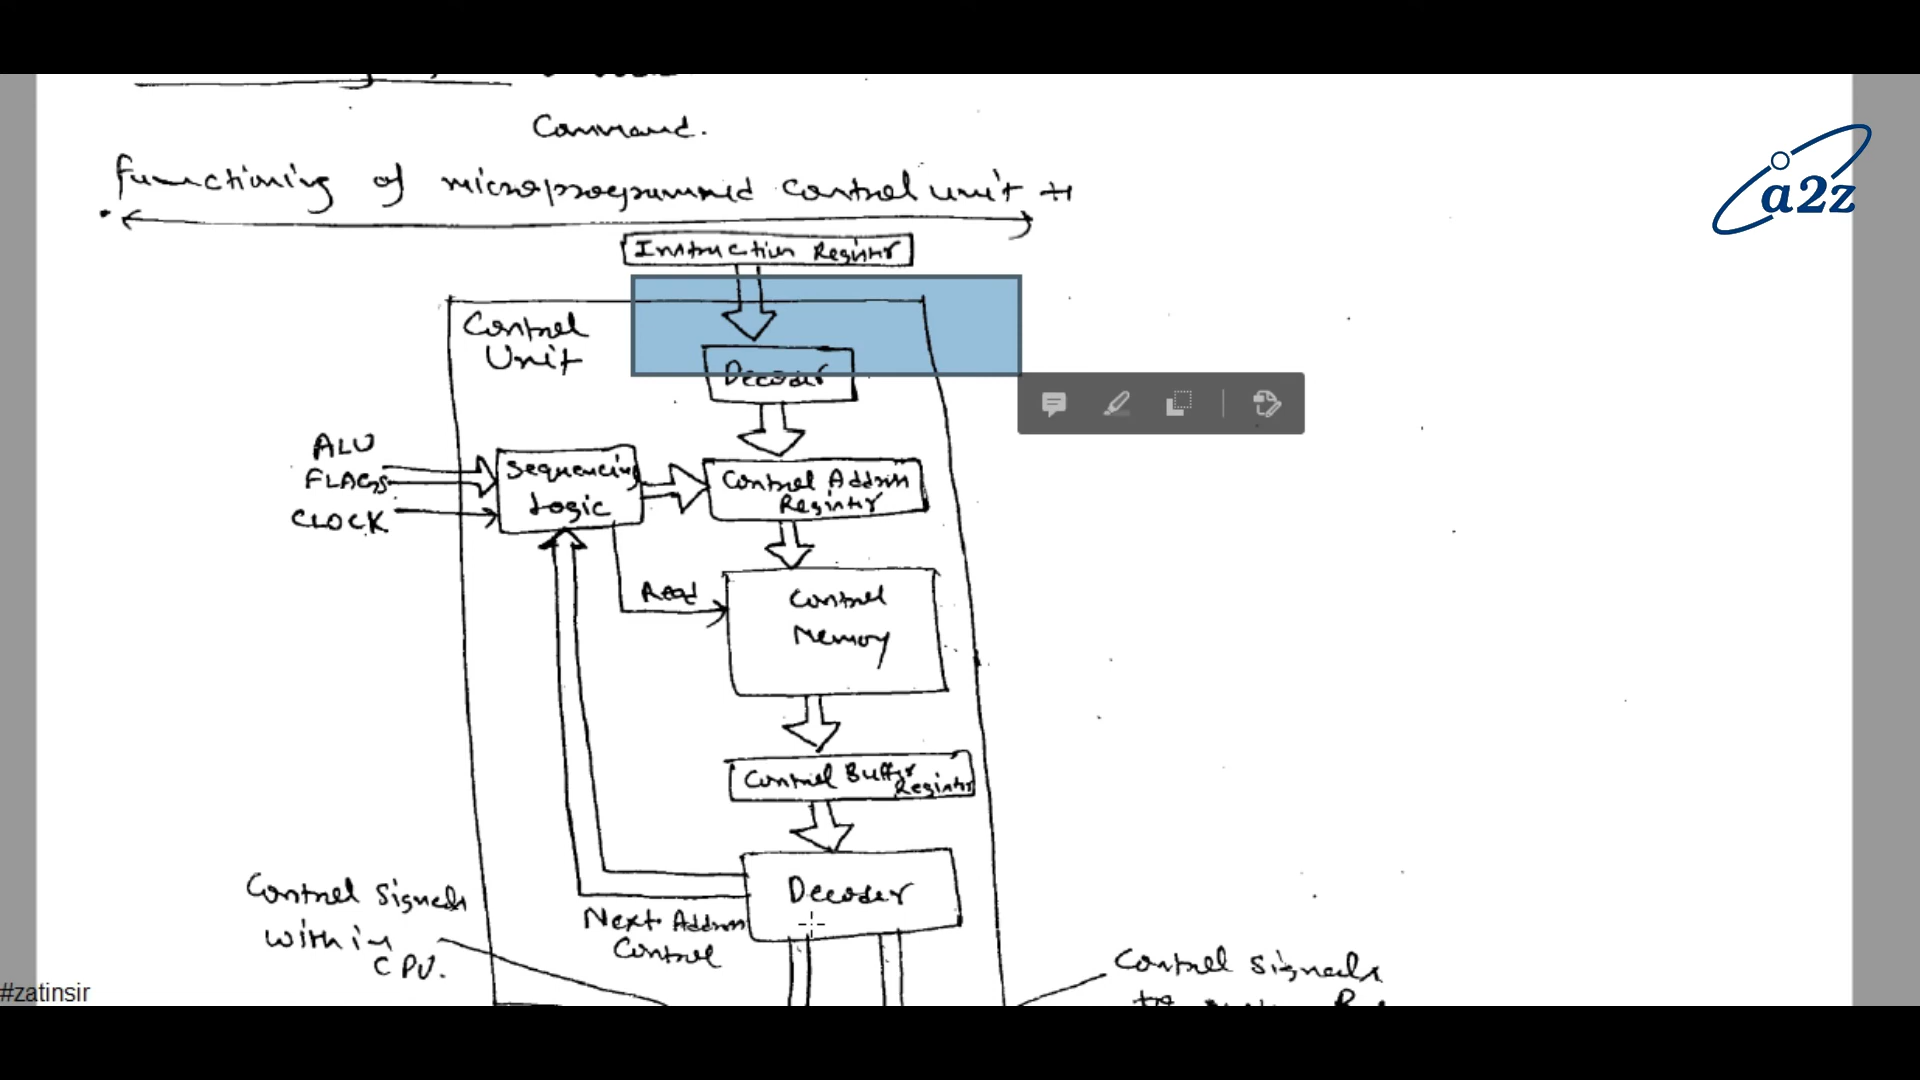 Command.
Functioning of microprogrammed control unit
a2z
Instruction Register
Control
Unit
Decoder
ALU
FLAGS
CLOCK
Sequencing
Logic
Control Address
Register
Read
Control
Memory
Control Buffer
Register
Decoder
Next Address
Control
Control Signals
within
CPU.
Control Signals
#zatinsir